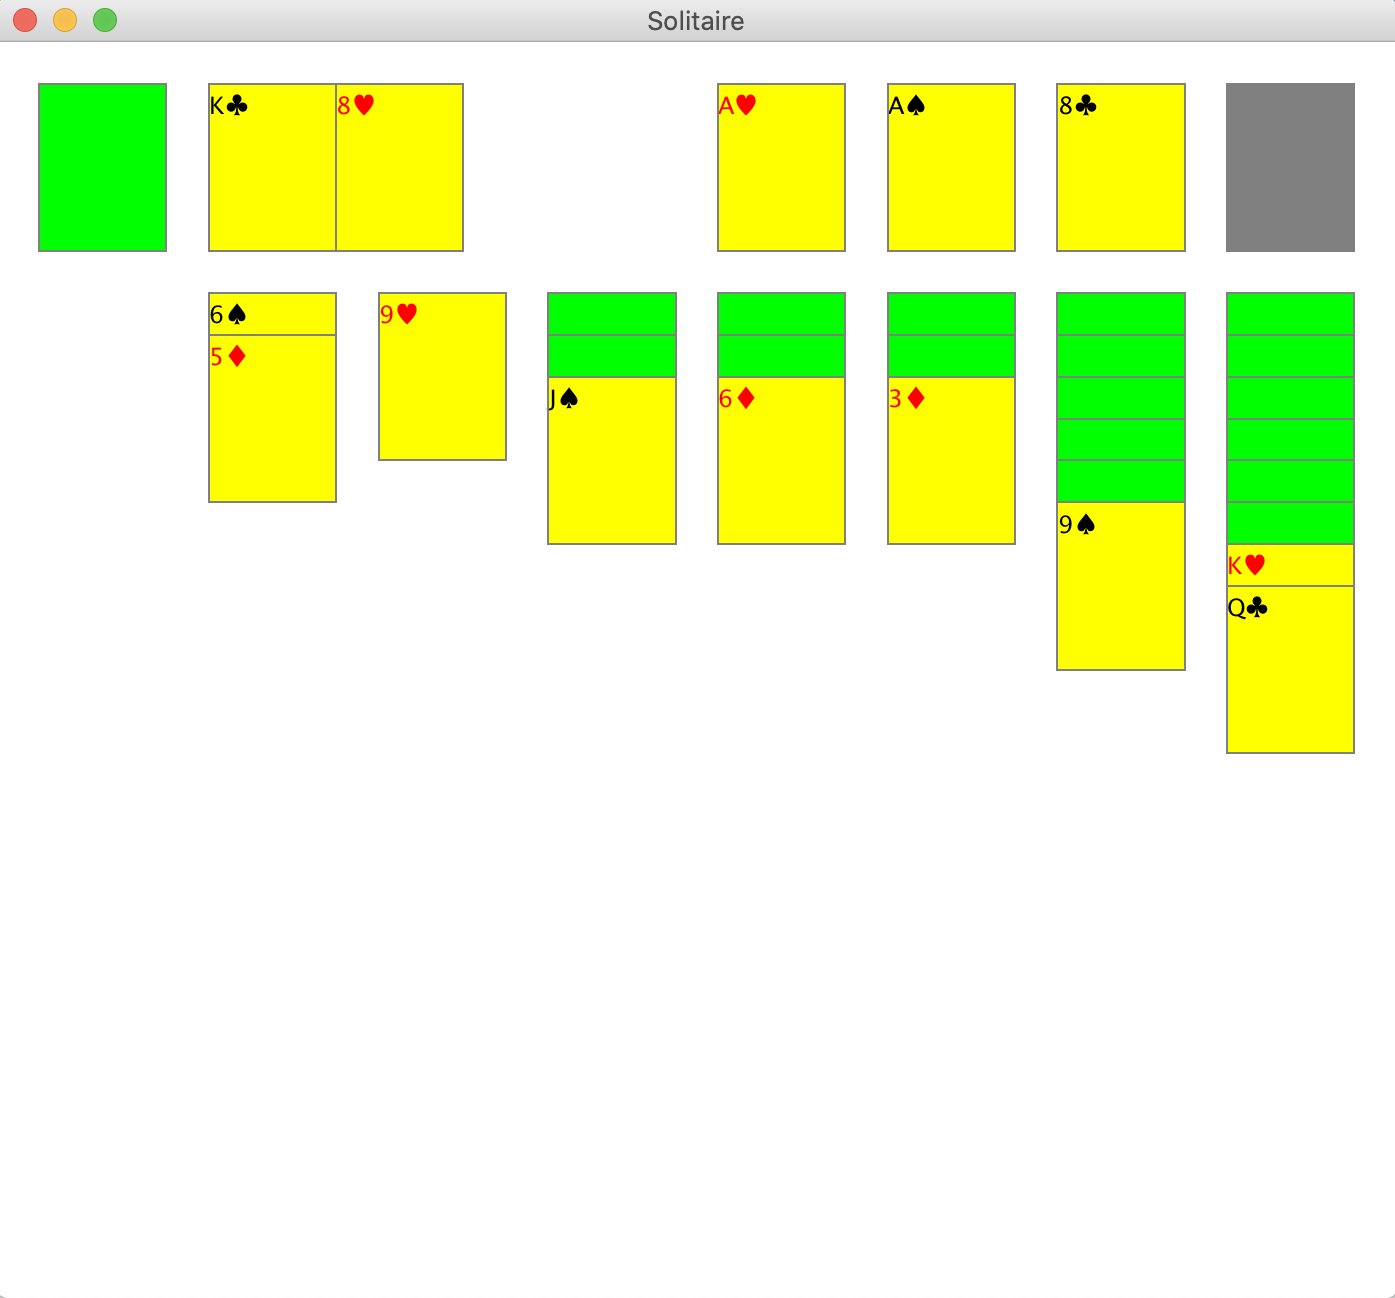 Solitaire
K♣ 8♥ A♥ A♠ 8♣
6♠ 9♥
5♦
J♠ 6♦ 3♦
9♠
K♥
Q♣